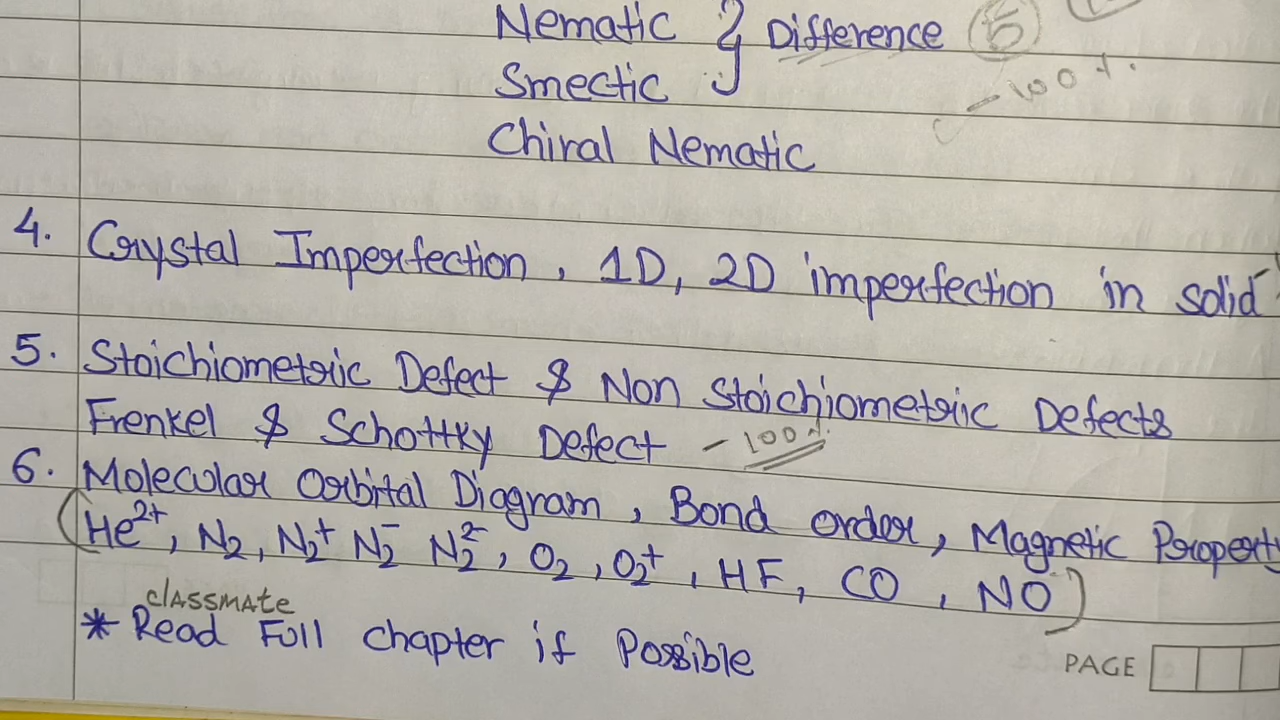 Nematic } Difference (5)
Smectic - 100%.
Chiral Nematic
4. Crystal Imperfection, 1D, 2D imperfection in solid
5. Stoichiometric Defect & Non Stoichiometric Defects
Frenkel & Schottky Defect - 100%.
6. Molecular Orbital Diagram, Bond order, Magnetic Property
(He²⁺, N₂, N₂⁺ N₂⁻ N₂²⁻, O₂, O₂⁺, HF, CO, NO)
classmate
* Read Full chapter if Possible
PAGE